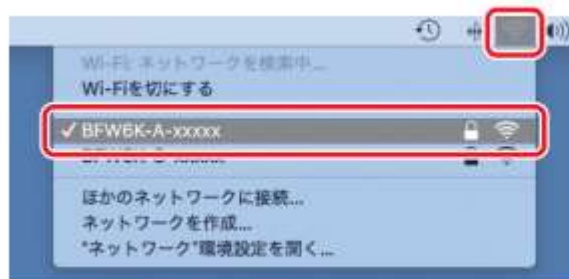 Wi-Fi: ネットワークを検索中...
Wi-Fiを切にする
✓ BFW6K-A-xxxxx
ほかのネットワークに接続...
ネットワークを作成...
"ネットワーク"環境設定を開く...